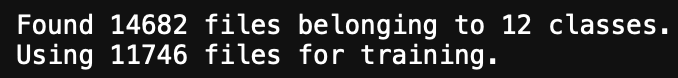 Found 14682 files belonging to 12 classes.
Using 11746 files for training.